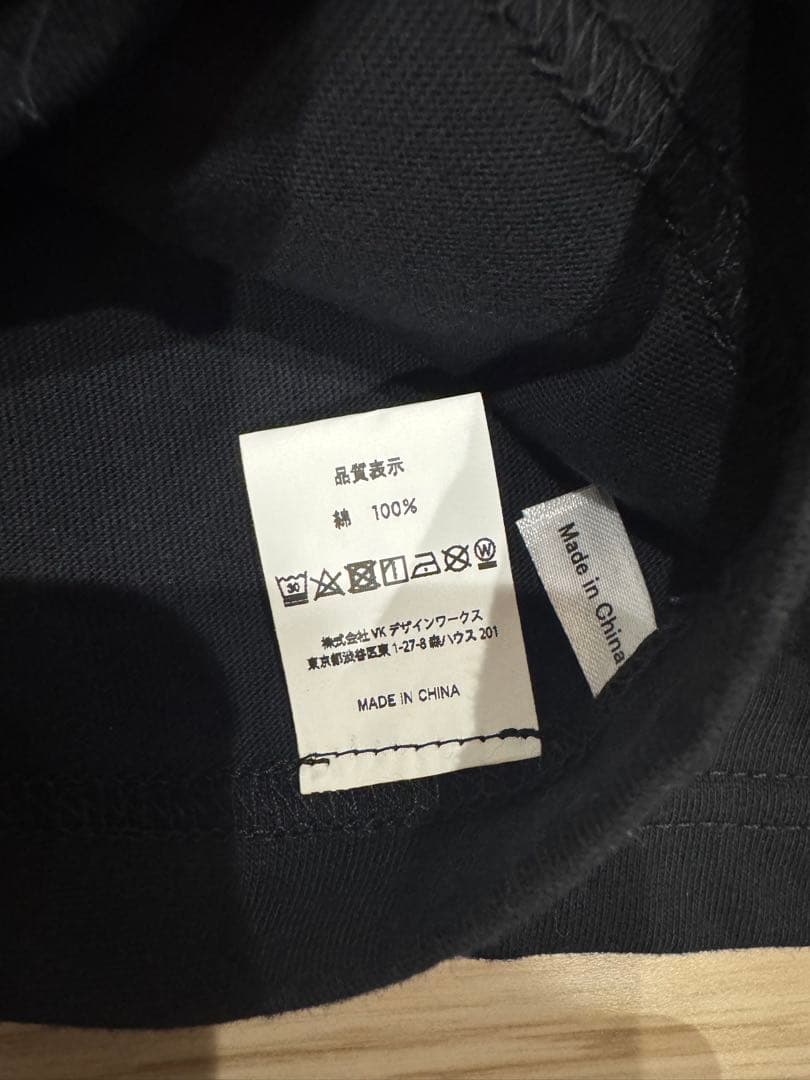 品質表示
綿 100%
30
W
株式会社 VK デザインワークス
東京都渋谷区東 1-27-8 森ハウス 201
MADE IN CHINA
Made in China